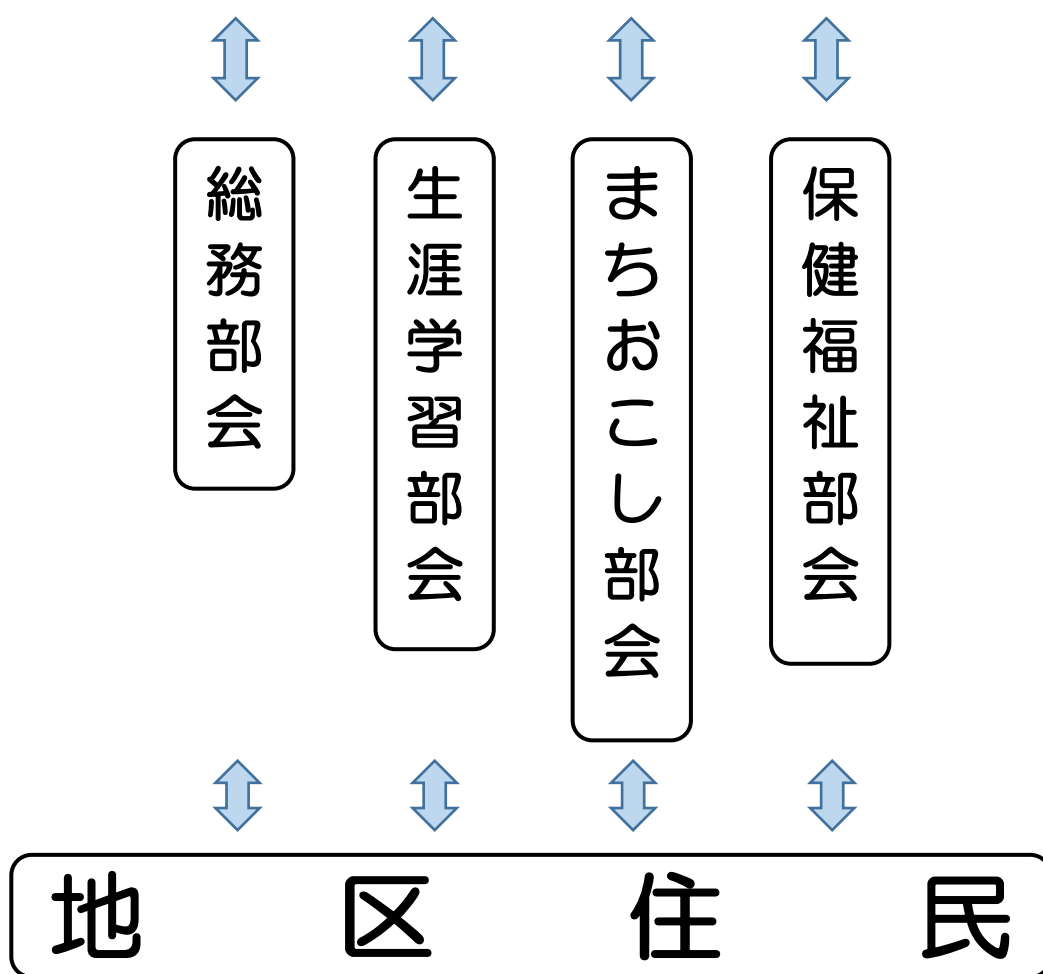 総務部会
生涯学習部会
まちおこし部会
保健福祉部会
地区住民